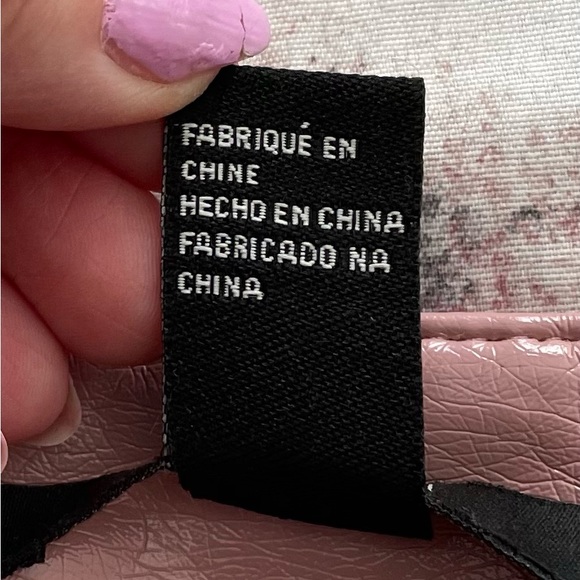 FABRIQUÉ EN
CHINE
HECHO EN CHINA
FABRICADO NA
CHINA